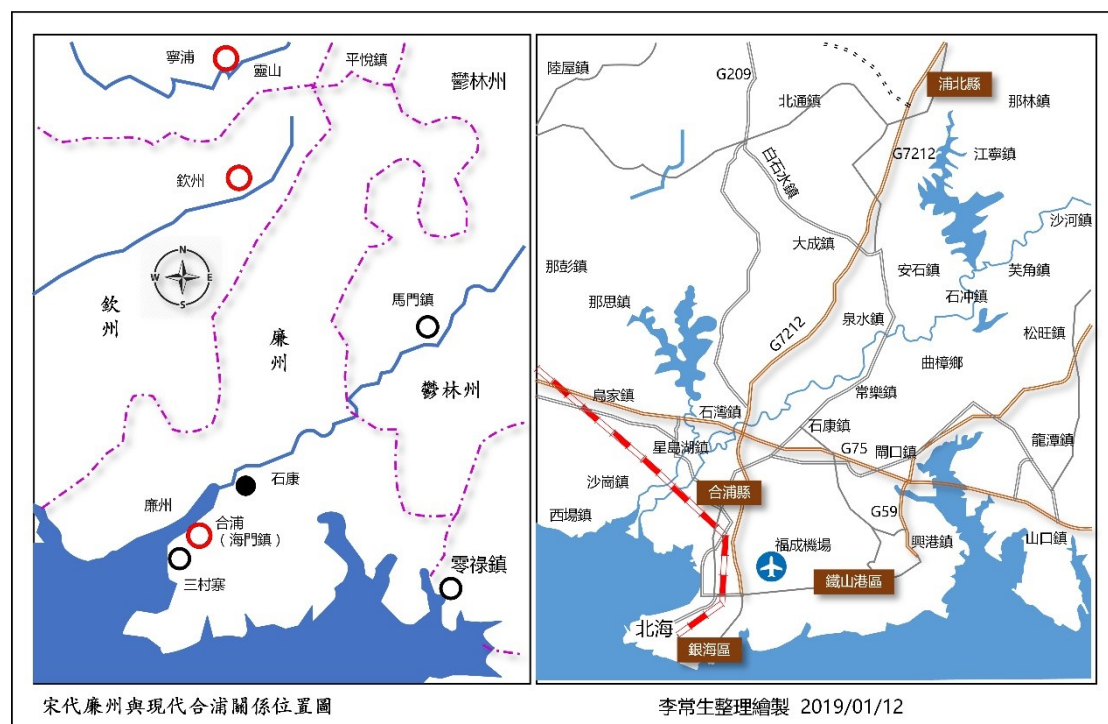 寧浦
靈山
平悅鎮
鬱林州
欽州
N
W E
S
欽州
廉州
馬門鎮
鬱林州
石康
廉州
合浦
(海門鎮)
三村寨
零祿鎮
宋代廉州與現代合浦關係位置圖
陸屋鎮
G209
北通鎮
浦北縣
那林鎮
G7212
江寧鎮
白石水鎮
沙河鎮
大成鎮
安石鎮
芙角鎮
那彭鎮
那思鎮
石冲鎮
泉水鎮
松旺鎮
G7212
曲樟鄉
常樂鎮
烏家鎮
石灣鎮
石康鎮
星島湖鎮
G75
閘口鎮
龍潭鎮
沙崗鎮
合浦縣
西場鎮
G59
福成機場
興港鎮
山口鎮
鐵山港區
北海
銀海區
李常生整理繪製 2019/01/12